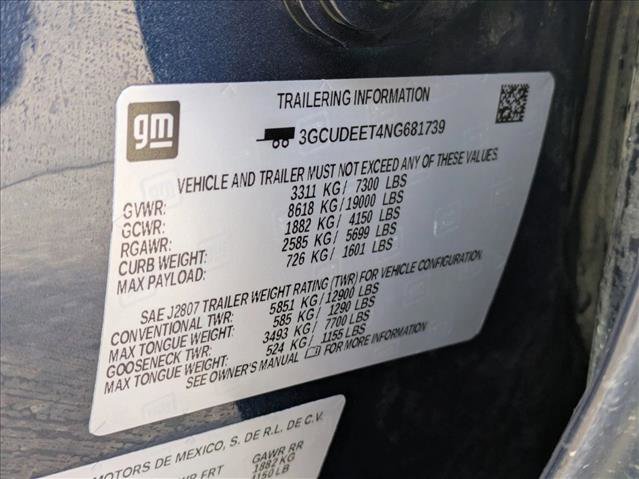 gm
TRAILERING INFORMATION
3GCUDEET4NG681739
VEHICLE AND TRAILER MUST NOT EXCEED ANY OF THESE VALUES.
GVWR: 3311 KG / 7300 LBS
GCWR: 8618 KG / 19000 LBS
RGAWR: 1882 KG / 4150 LBS
CURB WEIGHT: 2585 KG / 5699 LBS
MAX PAYLOAD: 726 KG / 1601 LBS
SAE J2807 TRAILER WEIGHT RATING (TWR) FOR VEHICLE CONFIGURATION.
CONVENTIONAL TWR: 5851 KG / 12900 LBS
MAX TONGUE WEIGHT: 585 KG / 1290 LBS
GOOSENECK TWR: 3493 KG / 7700 LBS
MAX TONGUE WEIGHT: 524 KG / 1155 LBS
SEE OWNER'S MANUAL FOR MORE INFORMATION
MOTORS DE MEXICO, S. DE R.L. DE C.V.
FRT GAWR RR
1882 KG